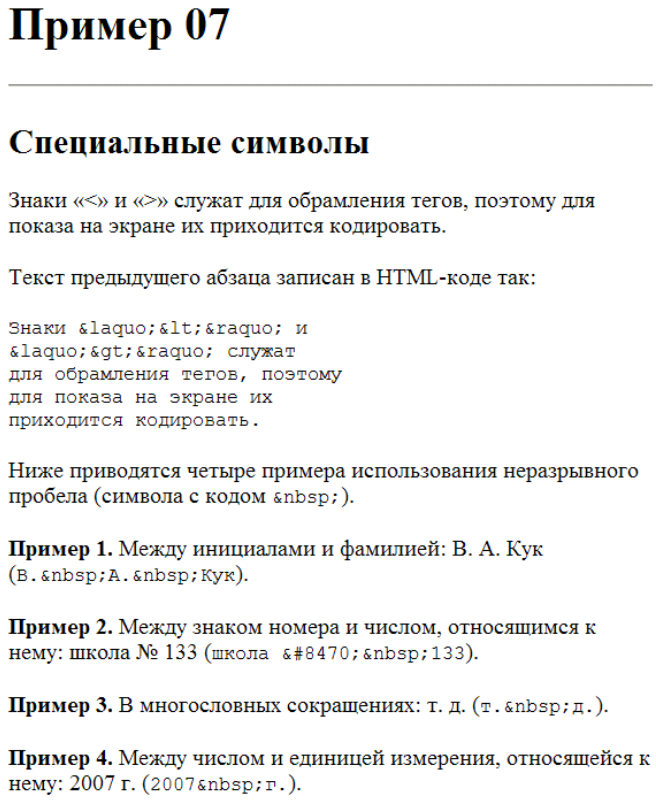 Пример 07
Специальные символы
Знаки «<» и «>» служат для обрамления тегов, поэтому для
показа на экране их приходится кодировать.
Текст предыдущего абзаца записан в HTML-коде так:
Знаки &laquo;&lt;&raquo; и
&laquo;&gt;&raquo; служат
для обрамления тегов, поэтому
для показа на экране их
приходится кодировать.
Ниже приводятся четыре примера использования неразрывного
пробела (символа с кодом &nbsp;).
Пример 1. Между инициалами и фамилией: В. А. Кук
(В.&nbsp;А.&nbsp;Кук).
Пример 2. Между знаком номера и числом, относящимся к
нему: школа № 133 (школа &#8470;&nbsp;133).
Пример 3. В многословных сокращениях: т. д. (т.&nbsp;д.).
Пример 4. Между числом и единицей измерения, относящейся к
нему: 2007 г. (2007&nbsp;г.).